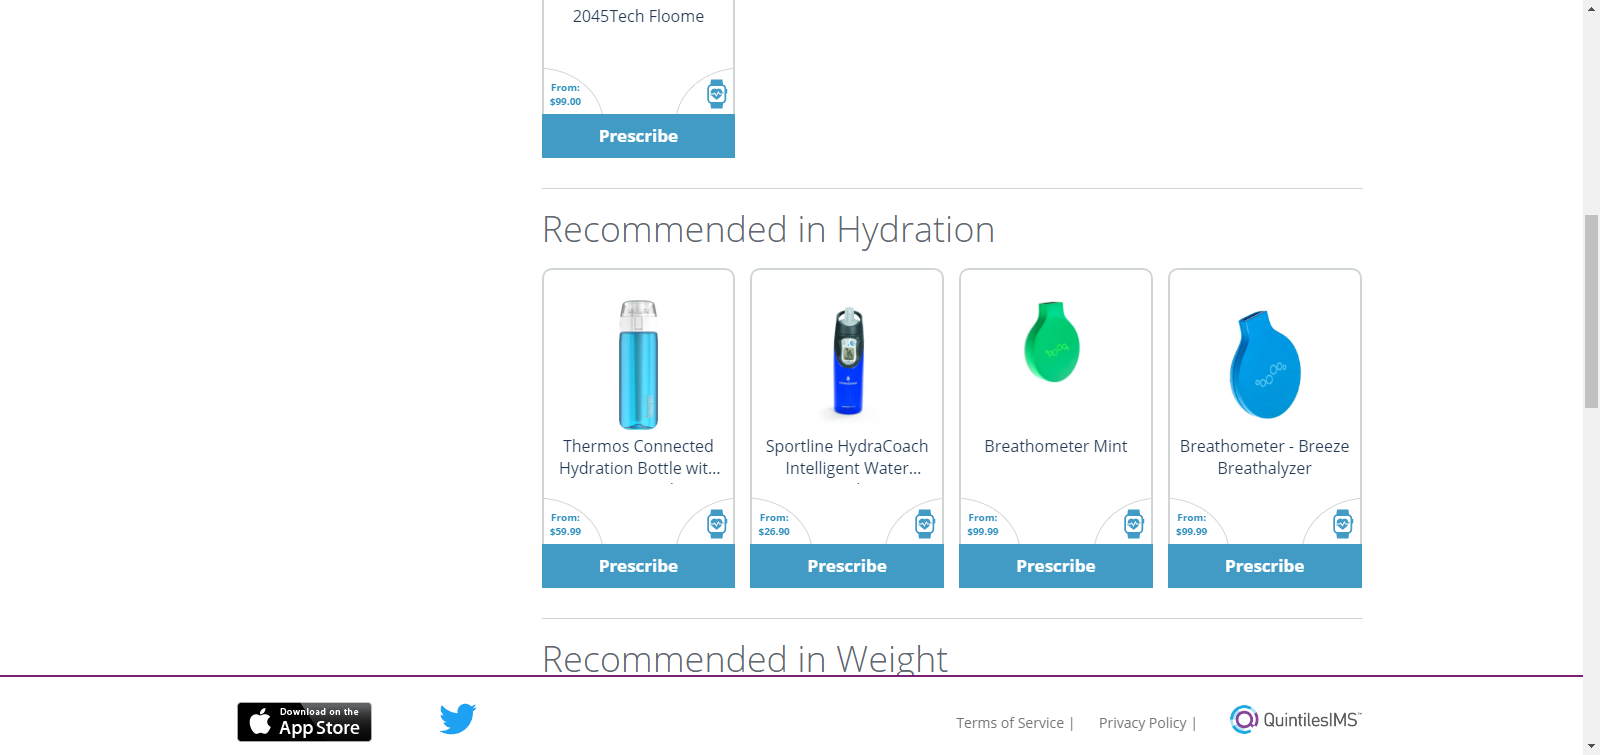 2045Tech Floome
From:
$99.00
Prescribe
Recommended in Hydration
Thermos Connected
Hydration Bottle wit...
From:
$59.99
Prescribe
Sportline HydraCoach
Intelligent Water...
From:
$26.90
Prescribe
Breathometer Mint
From:
$99.99
Prescribe
Breathometer - Breeze
Breathalyzer
From:
$99.99
Prescribe
Recommended in Weight
Download on the
App Store
Terms of Service |
Privacy Policy |
QuintilesIMS™